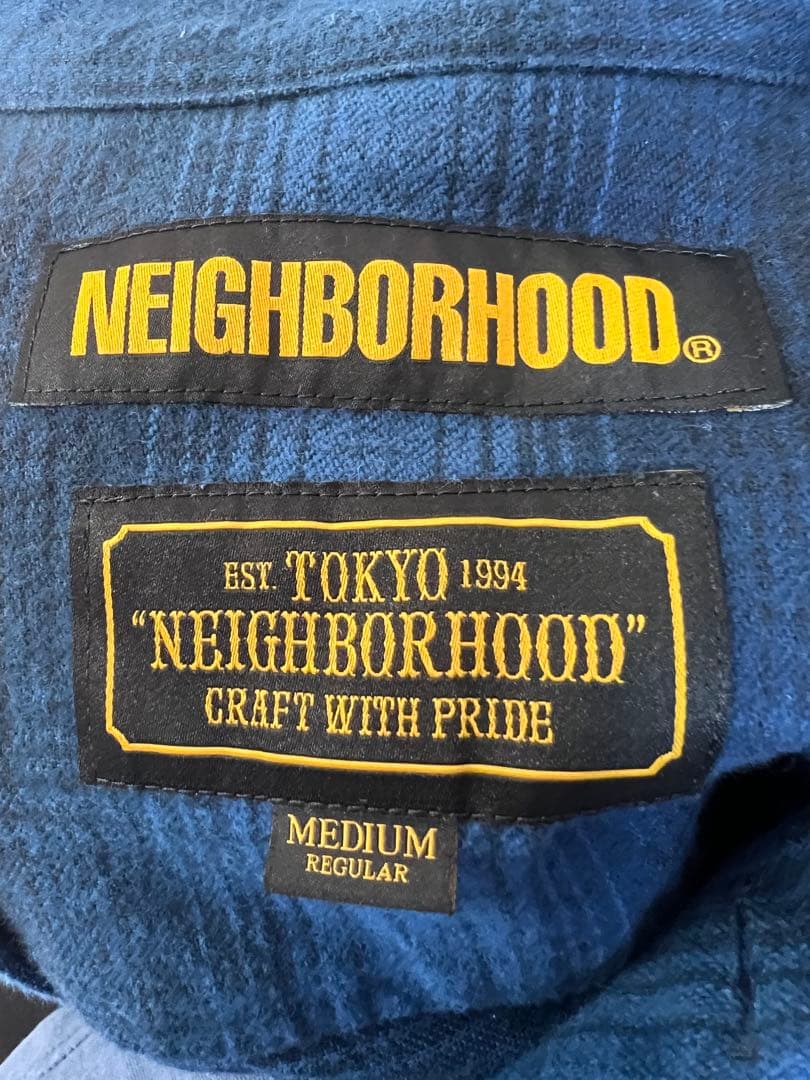 NEIGHBORHOOD®
EST. TOKYO 1994
“NEIGHBORHOOD”
CRAFT WITH PRIDE
MEDIUM
REGULAR